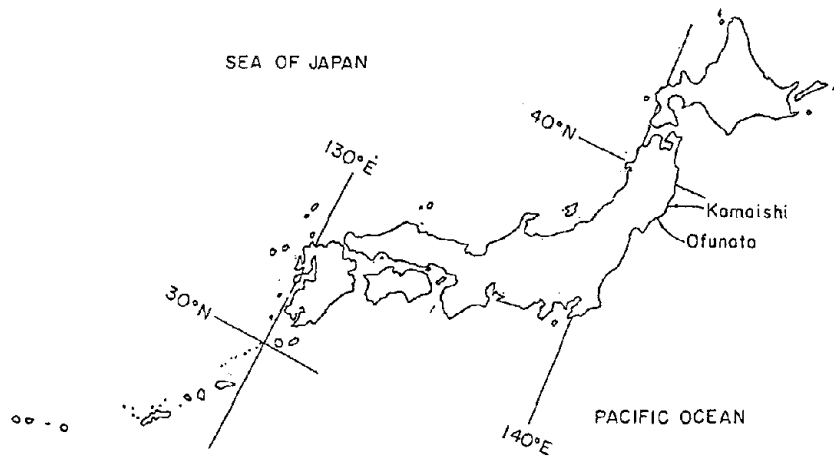 SEA OF JAPAN
40°N
130°E
Kamaishi
Ofunato
30°N
PACIFIC OCEAN
140°E